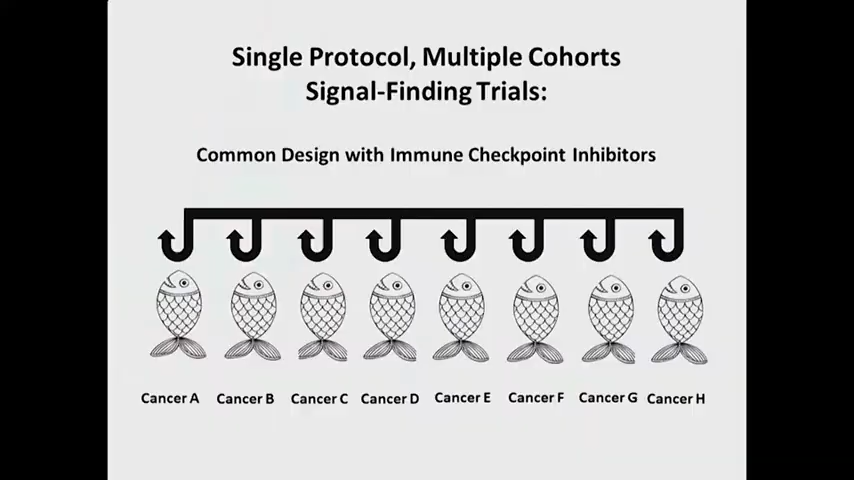 Single Protocol, Multiple Cohorts
Signal-Finding Trials:
Common Design with Immune Checkpoint Inhibitors
Cancer A Cancer B Cancer C Cancer D Cancer E Cancer F Cancer G Cancer H